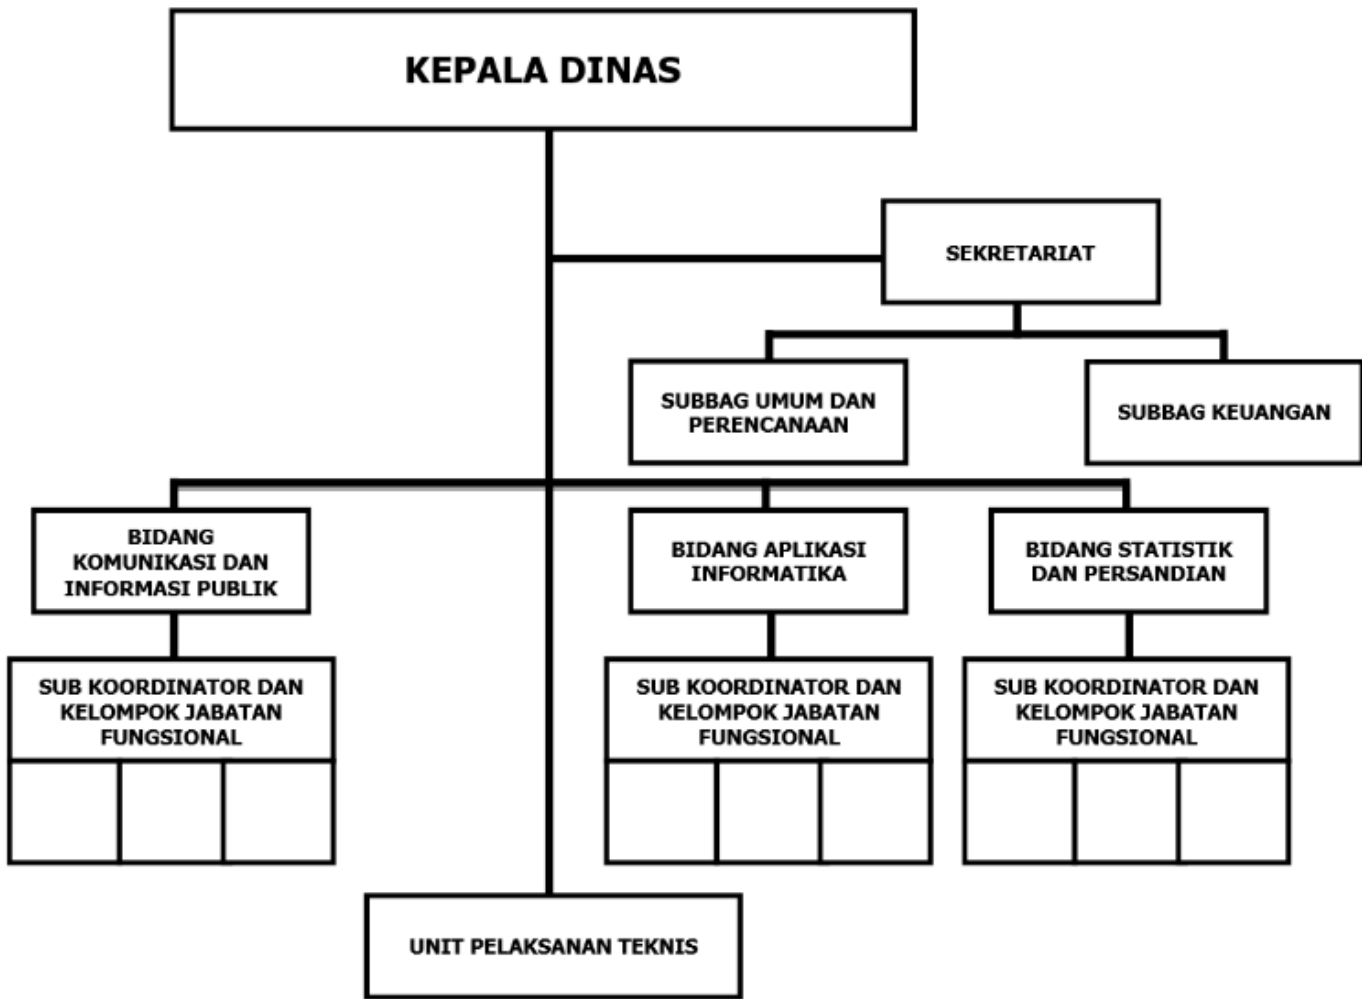 KEPALA DINAS
SEKRETARIAT
SUBBAG UMUM DAN
PERENCANAAN
SUBBAG KEUANGAN
BIDANG
KOMUNIKASI DAN
INFORMASI PUBLIK
BIDANG APLIKASI
INFORMATIKA
BIDANG STATISTIK
DAN PERSANDIAN
SUB KOORDINATOR DAN
KELOMPOK JABATAN
FUNGSIONAL
SUB KOORDINATOR DAN
KELOMPOK JABATAN
FUNGSIONAL
SUB KOORDINATOR DAN
KELOMPOK JABATAN
FUNGSIONAL
UNIT PELAKSANAN TEKNIS